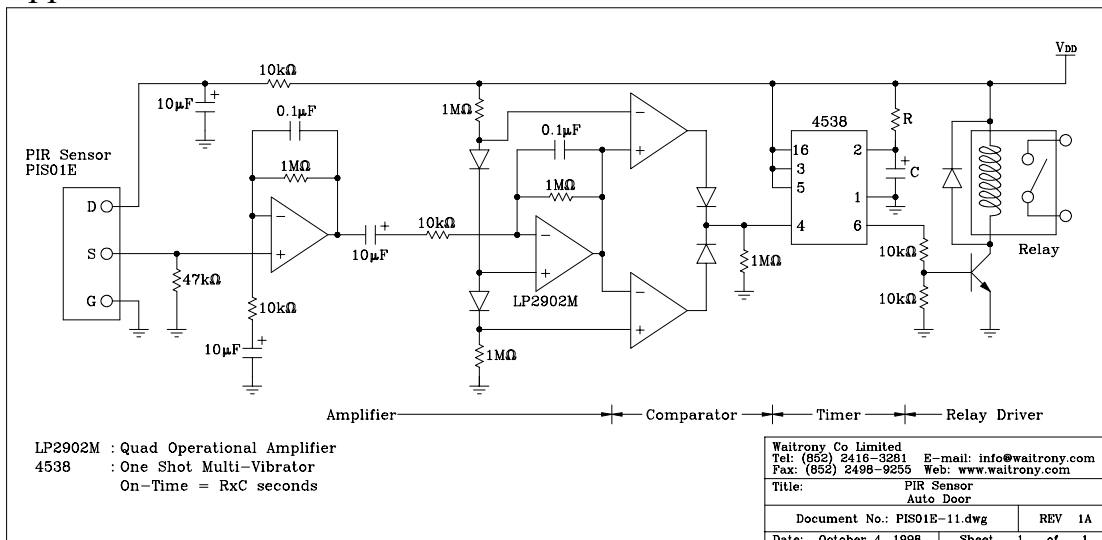 VDD
10kΩ
10µF
0.1µF
1MΩ
PIR Sensor
PIS01E
D
S
G
1MΩ
−
+
47kΩ
10kΩ
10µF
10µF
10kΩ
1MΩ
0.1µF
1MΩ
−
+
LP2902M
1MΩ
−
+
−
+
1MΩ
4538
16
3
5
4
2
1
6
R
C
10kΩ
10kΩ
Relay
Amplifier
Comparator
Timer
Relay Driver
LP2902M : Quad Operational Amplifier
4538 : One Shot Multi-Vibrator
On-Time = RxC seconds
Waitrony Co Limited
Tel: (852) 2416-3281 E-mail: info@waitrony.com
Fax: (852) 2498-9255 Web: www.waitrony.com
Title: PIR Sensor
Auto Door
Document No.: PIS01E-11.dwg REV 1A
Date: October 4, 1998 Sheet 1 of 1